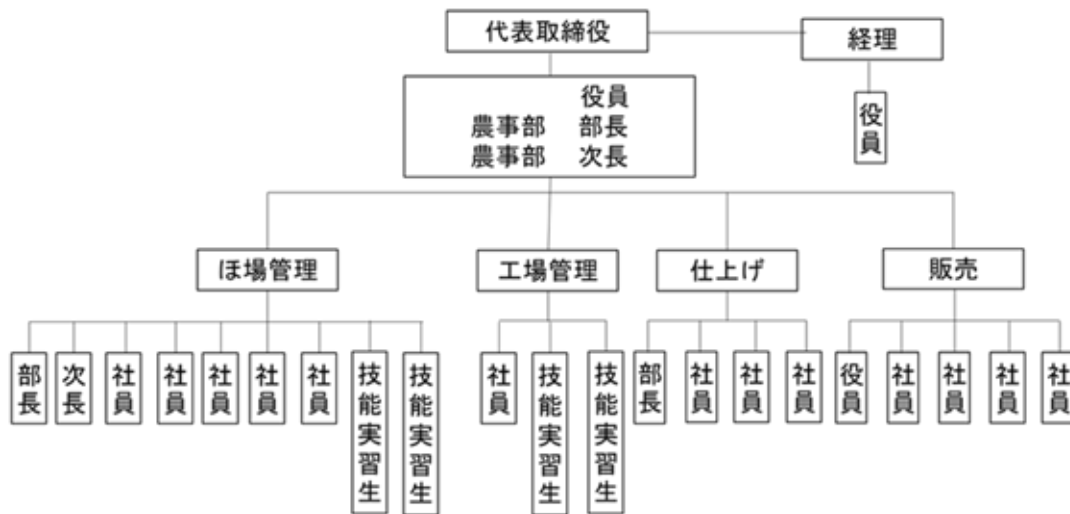 代表取締役
経理
役員
農事部 部長
農事部 次長
役員
ほ場管理
工場管理
仕上げ
販売
部長
次長
社員
社員
社員
社員
社員
技能実習生
技能実習生
社員
技能実習生
技能実習生
部長
社員
社員
社員
役員
社員
社員
社員
社員